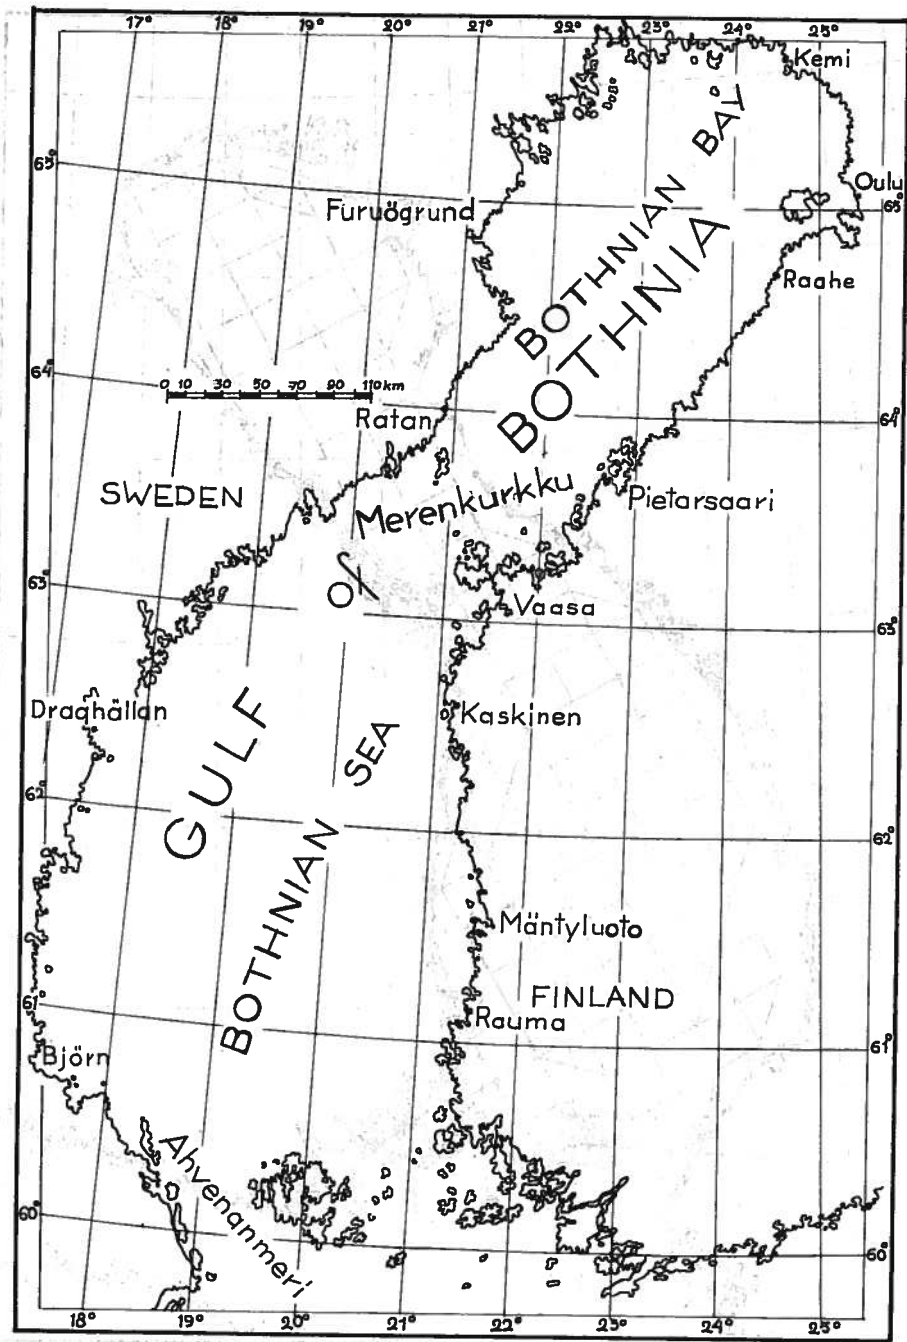 17° 18° 19° 20° 21° 22° 23° 24° 25°
Kemi
65°
Oulu
65°
Furuögrund
BOTHNIAN BAY
Raahe
64°
0 10 30 50 70 90 110 km
Ratan
64°
GULF of BOTHNIA
SWEDEN
Merenkurkku
Pietarsaari
63°
Vaasa
63°
Draghällan
Kaskinen
BOTHNIAN SEA
62°
62°
Mäntyluoto
FINLAND
61°
Rauma
61°
Björn
Ahvenanmeri
60°
60°
18° 19° 20° 21° 22° 23° 24° 25°